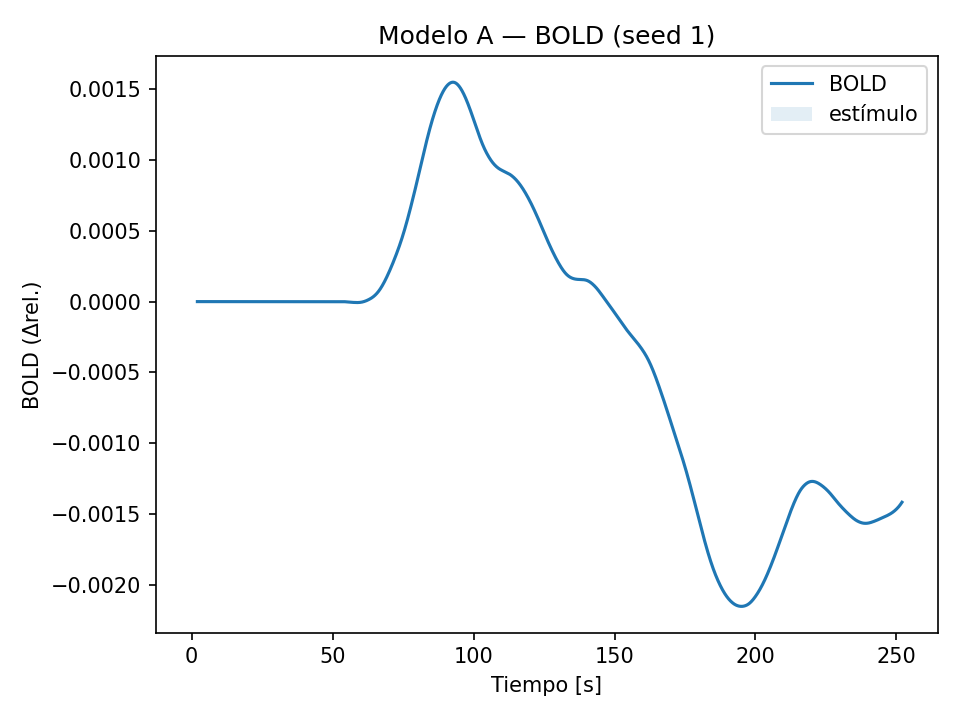 Modelo A — BOLD (seed 1)
BOLD
estímulo
0.0015
0.0010
0.0005
0.0000
−0.0005
−0.0010
−0.0015
−0.0020
BOLD (Δrel.)
0 50 100 150 200 250
Tiempo [s]